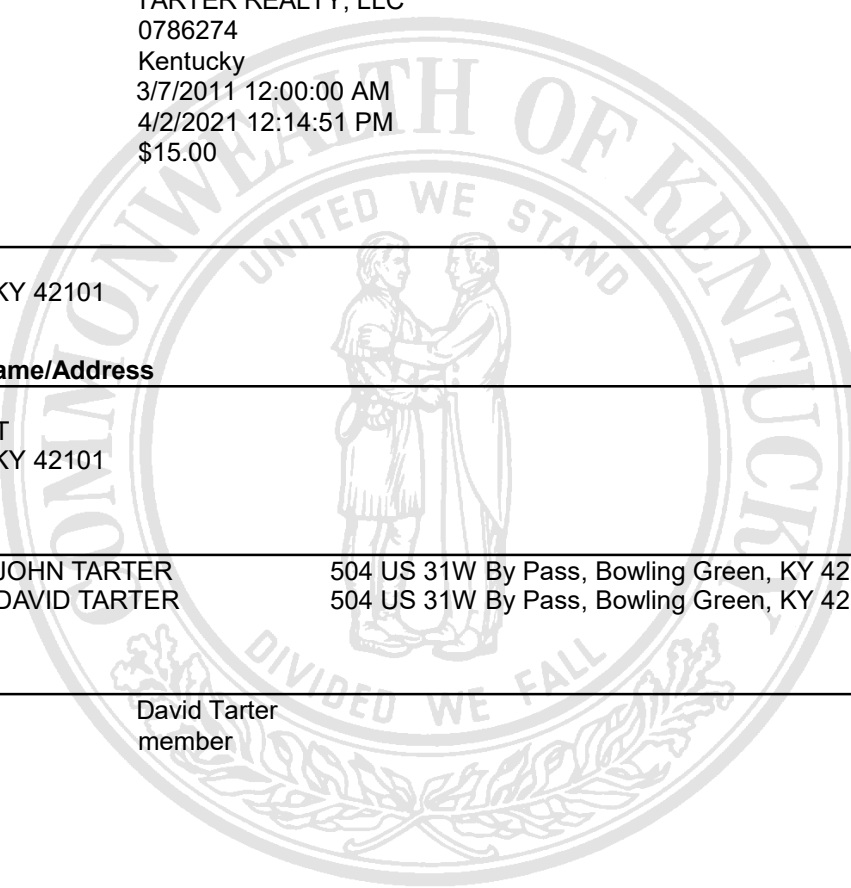 TARTER REALTY, LLC
0786274
Kentucky
3/7/2011 12:00:00 AM
4/2/2021 12:14:51 PM
$15.00
KY 42101
ame/Address
T
KY 42101
JOHN TARTER 504 US 31W By Pass, Bowling Green, KY 42
DAVID TARTER 504 US 31W By Pass, Bowling Green, KY 42
David Tarter
member
COMMONWEALTH OF KENTUCKY
UNITED WE STAND
DIVIDED WE FALL